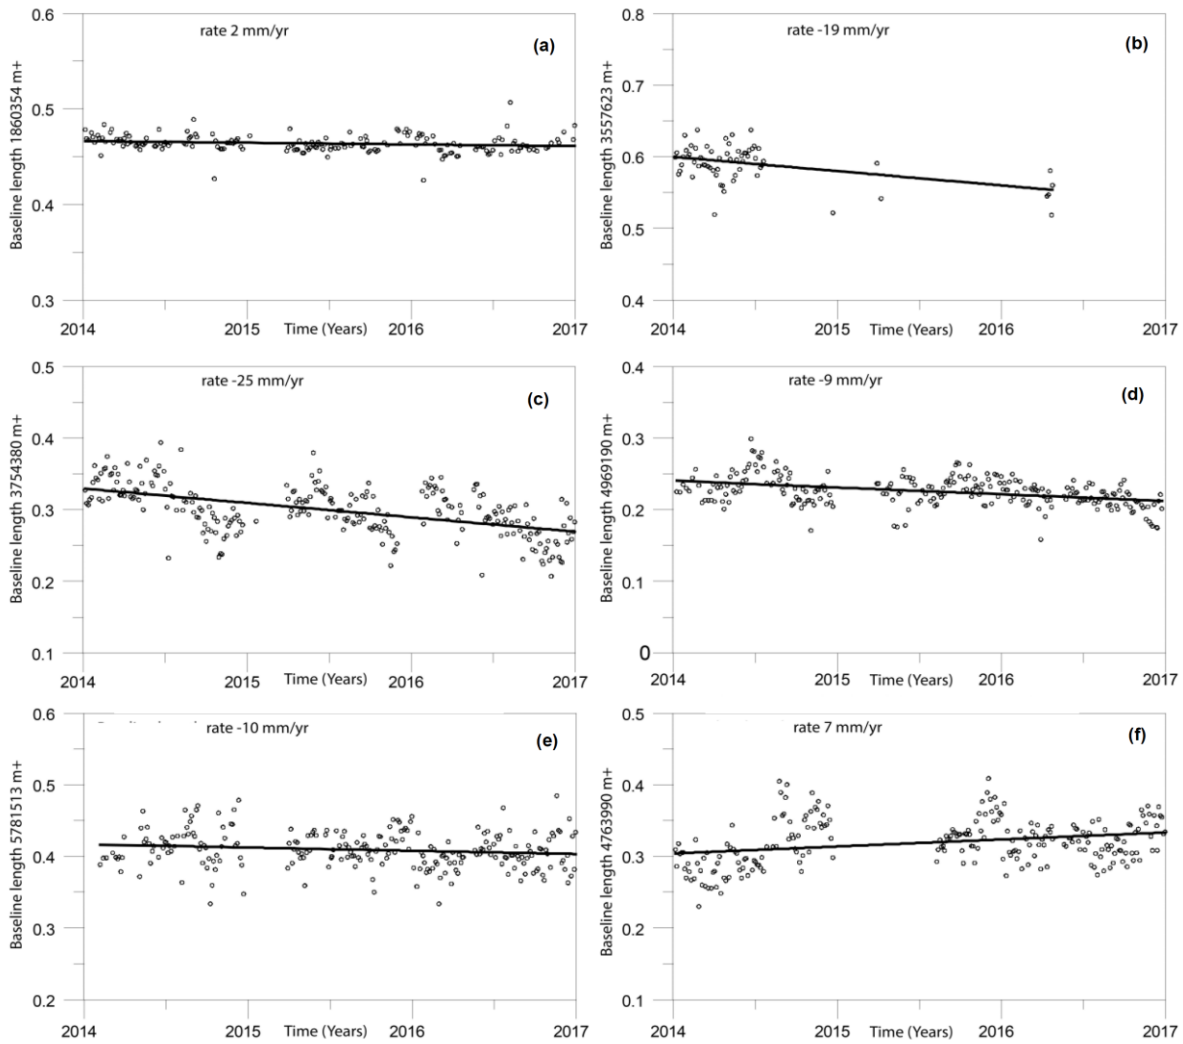 0.6
rate 2 mm/yr
(a)
0.5
0.4
0.3
Baseline length 1860354 m+
2014
2015
Time (Years)
2016
2017
0.8
rate -19 mm/yr
(b)
0.7
0.6
0.5
0.4
Baseline length 3557623 m+
2014
2015
Time (Years)
2016
2017
0.5
rate -25 mm/yr
(c)
0.4
0.3
0.2
0.1
Baseline length 3754380 m+
2014
2015
Time (Years)
2016
2017
0.4
rate -9 mm/yr
(d)
0.3
0.2
0.1
0
Baseline length 4969190 m+
2014
2015
Time (Years)
2016
2017
0.6
rate -10 mm/yr
(e)
0.5
0.4
0.3
0.2
Baseline length 5781513 m+
2014
2015
Time (Years)
2016
2017
0.5
rate 7 mm/yr
(f)
0.4
0.3
0.2
0.1
Baseline length 4763990 m+
2014
2015
Time (Years)
2016
2017